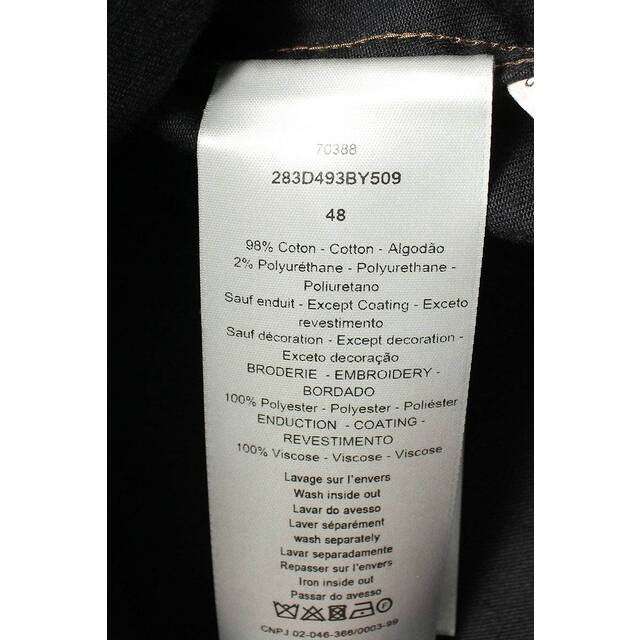 70388
283D493BY509
48
98% Coton - Cotton - Algodão
2% Polyuréthane - Polyurethane -
Poliuretano
Sauf enduit - Except Coating - Exceto
revestimento
Sauf décoration - Except decoration -
Exceto decoração
BRODERIE - EMBROIDERY -
BORDADO
100% Polyester - Polyester - Poliéster
ENDUCTION - COATING -
REVESTIMENTO
100% Viscose - Viscose - Viscose
Lavage sur l'envers
Wash inside out
Lavar do avesso
Laver séparément
wash separately
Lavar separadamente
Repasser sur l'envers
Iron inside out
Passar do avesso
CNPJ 02-046-366/0003-99